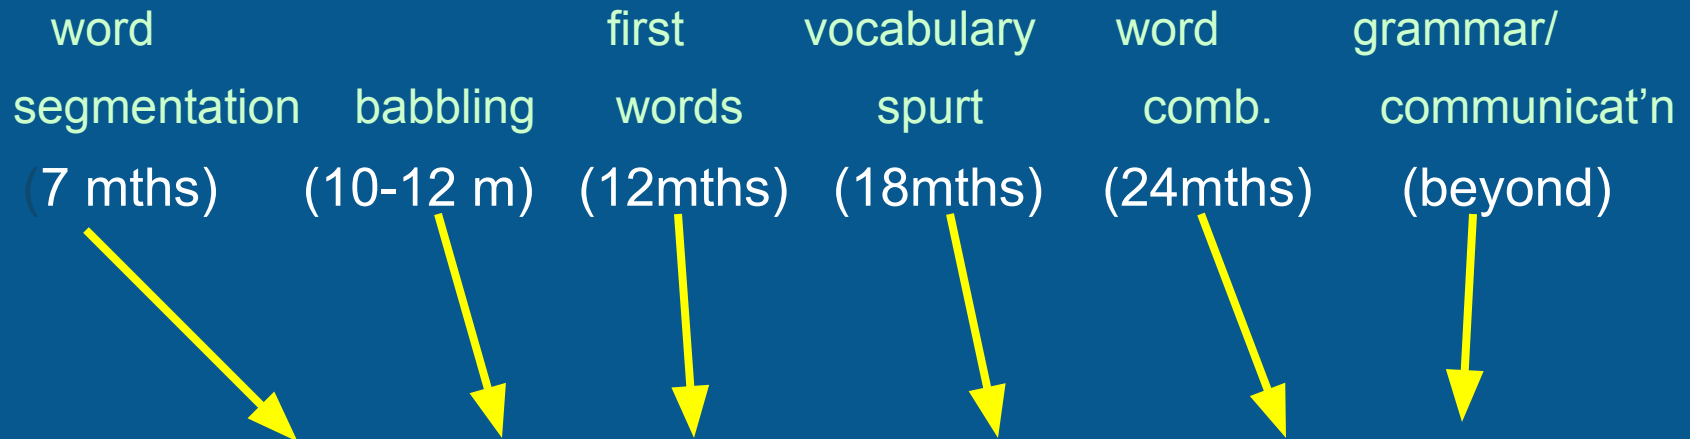 word first vocabulary word grammar/
segmentation babbling words spurt comb. communicat’n
(7 mths) (10-12 m) (12mths) (18mths) (24mths) (beyond)